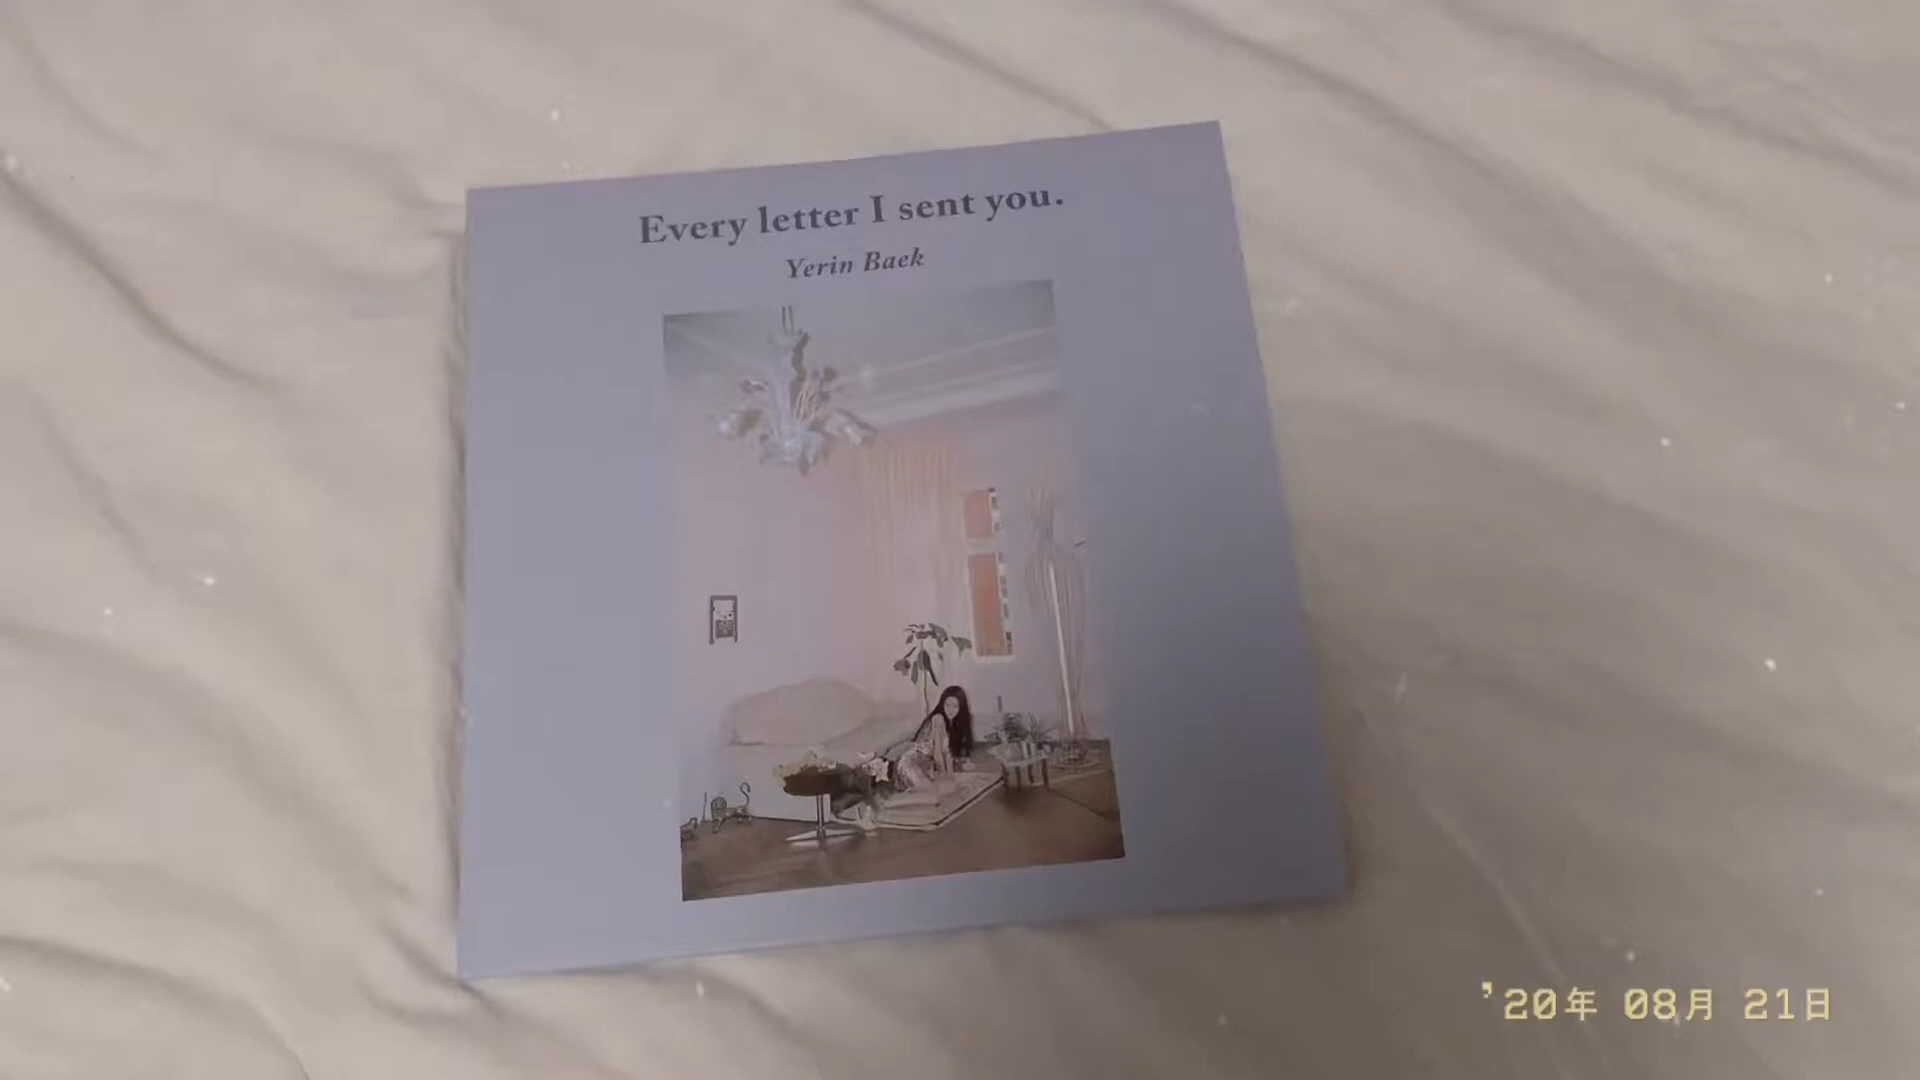 Every letter I sent you.
Yerin Baek
'20年 08月 21日